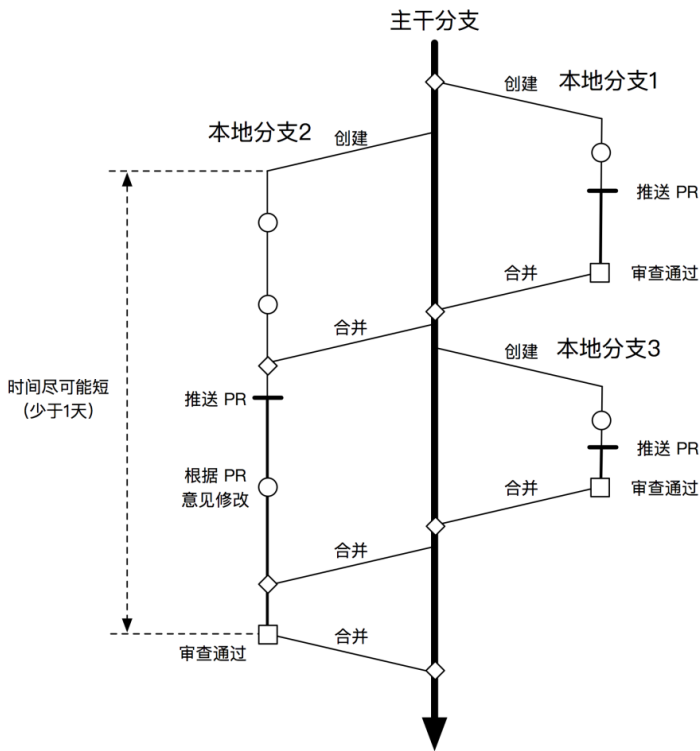 主干分支
创建
本地分支1
本地分支2
创建
推送 PR
合并
审查通过
合并
创建
本地分支3
时间尽可能短
(少于1天)
推送 PR
推送 PR
根据 PR
意见修改
合并
审查通过
合并
合并
审查通过